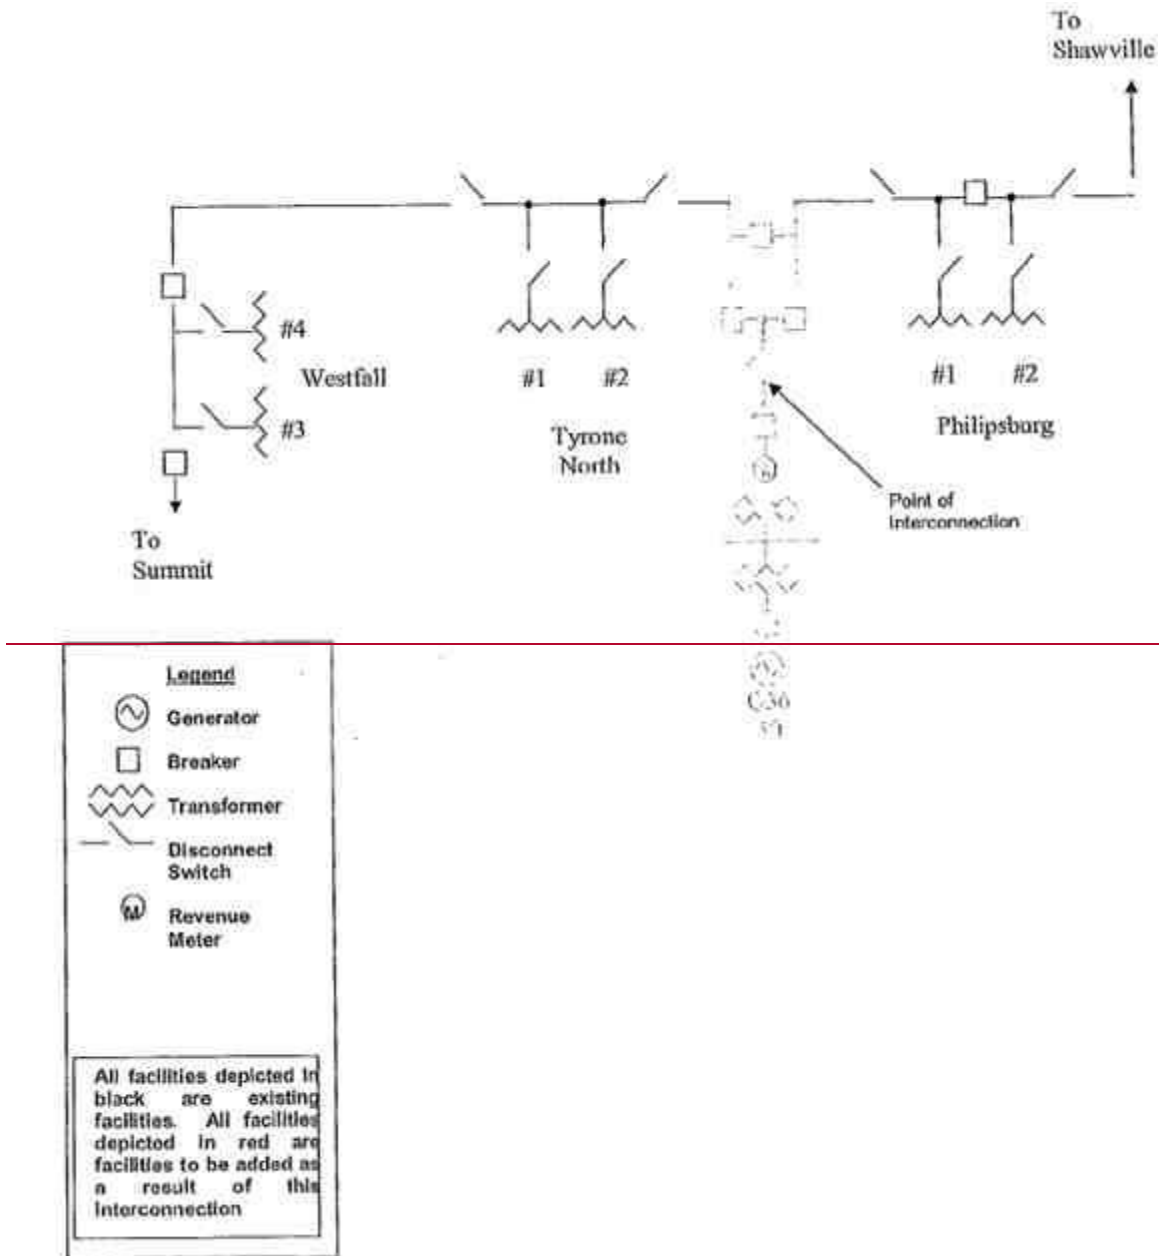 To
Shawville
#4
Westfall
#3
#1
#2
Tyrone
North
#1
#2
Philipsburg
Point of
Interconnection
To
Summit
Legend
Generator
Breaker
Transformer
Disconnect
Switch
M
Revenue
Meter
All facilities depicted in
black are existing
facilities. All facilities
depicted in red are
facilities to be added as
a result of this
interconnection